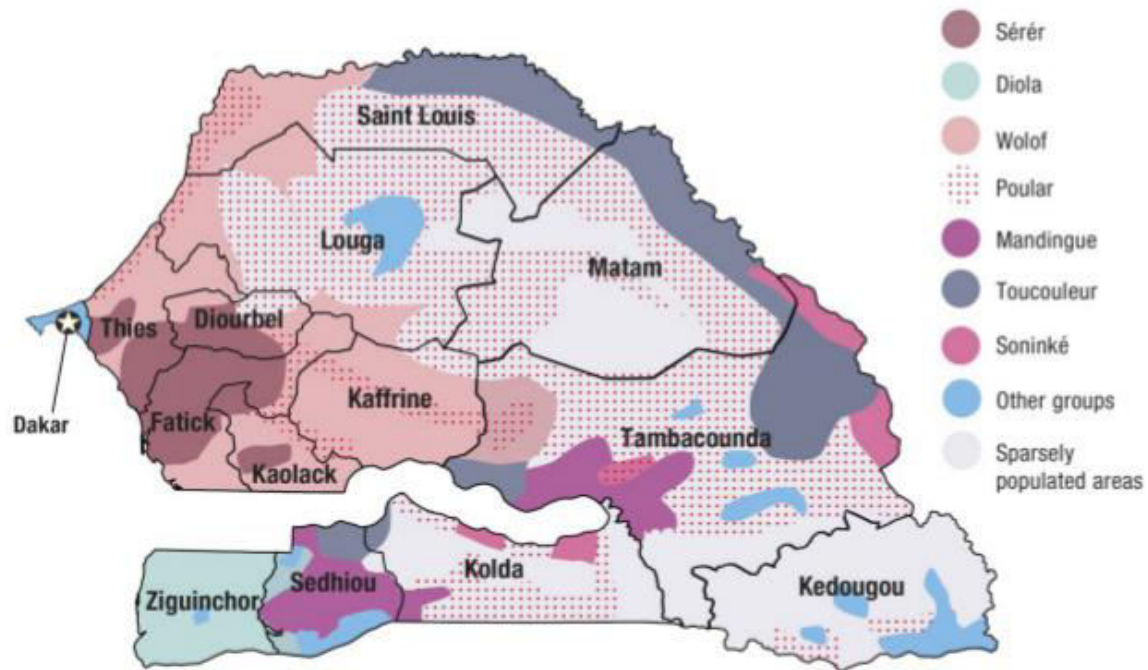 Sérér
Diola
Saint Louis
Wolof
Poular
Louga
Mandingue
Matam
Toucouleur
Thies
Diourbel
Soninké
Kaffrine
Other groups
Dakar
Fatick
Tambacounda
Kaolack
Sparsely
populated areas
Kolda
Sedhiou
Kedougou
Ziguinchor